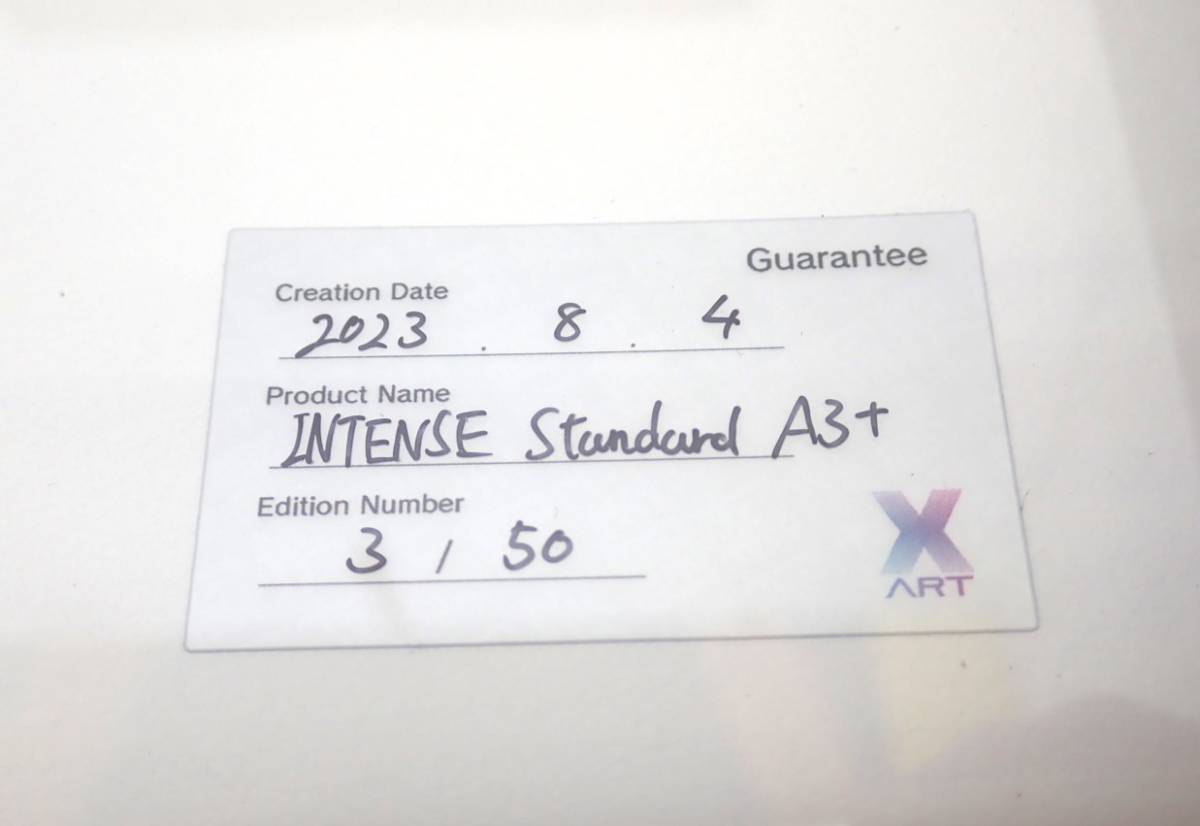 Guarantee
Creation Date
2023 . 8 . 4
Product Name
INTENSE Standard A3+
Edition Number
3 / 50
X
ART